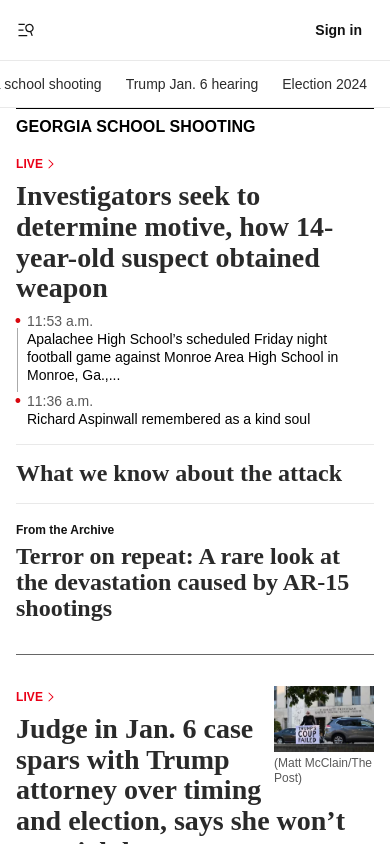 Sign in
school shooting Trump Jan. 6 hearing Election 2024
GEORGIA SCHOOL SHOOTING
LIVE
Investigators seek to
determine motive, how 14-
year-old suspect obtained
weapon
11:53 a.m.
Apalachee High School’s scheduled Friday night
football game against Monroe Area High School in
Monroe, Ga.,...
11:36 a.m.
Richard Aspinwall remembered as a kind soul
What we know about the attack
From the Archive
Terror on repeat: A rare look at
the devastation caused by AR-15
shootings
LIVE
Judge in Jan. 6 case
spars with Trump
attorney over timing
and election, says she won’t
TRUMP'S
COUP
FAILED
(Matt McClain/The
Post)